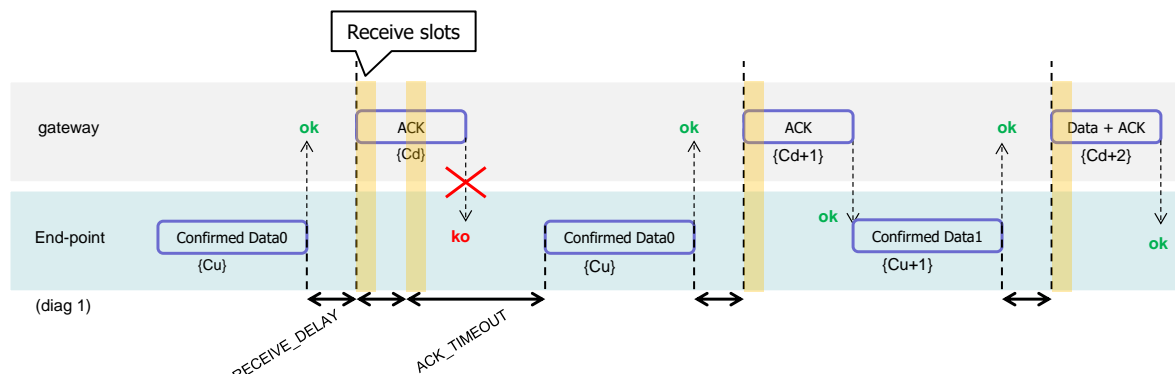 Receive slots
gateway
ok
ACK
{Cd}
ok
ACK
{Cd+1}
ok
Data + ACK
{Cd+2}
End-point
Confirmed Data0
{Cu}
ko
Confirmed Data0
{Cu}
ok
Confirmed Data1
{Cu+1}
ok
(diag 1)
RECEIVE_DELAY
ACK_TIMEOUT